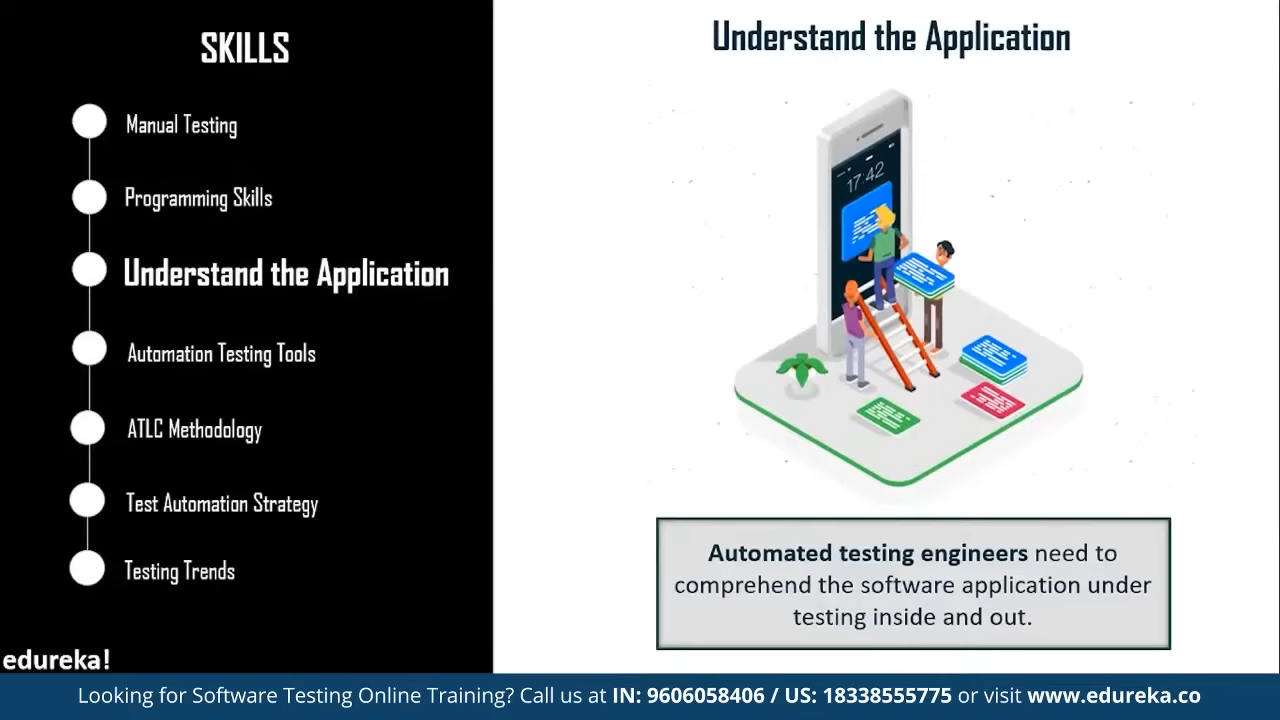 SKILLS
Manual Testing
Programming Skills
Understand the Application
Automation Testing Tools
ATLC Methodology
Test Automation Strategy
Testing Trends
edureka!
Understand the Application
17:42
Automated testing engineers need to
comprehend the software application under
testing inside and out.
Looking for Software Testing Online Training? Call us at IN: 9606058406 / US: 18338555775 or visit www.edureka.co